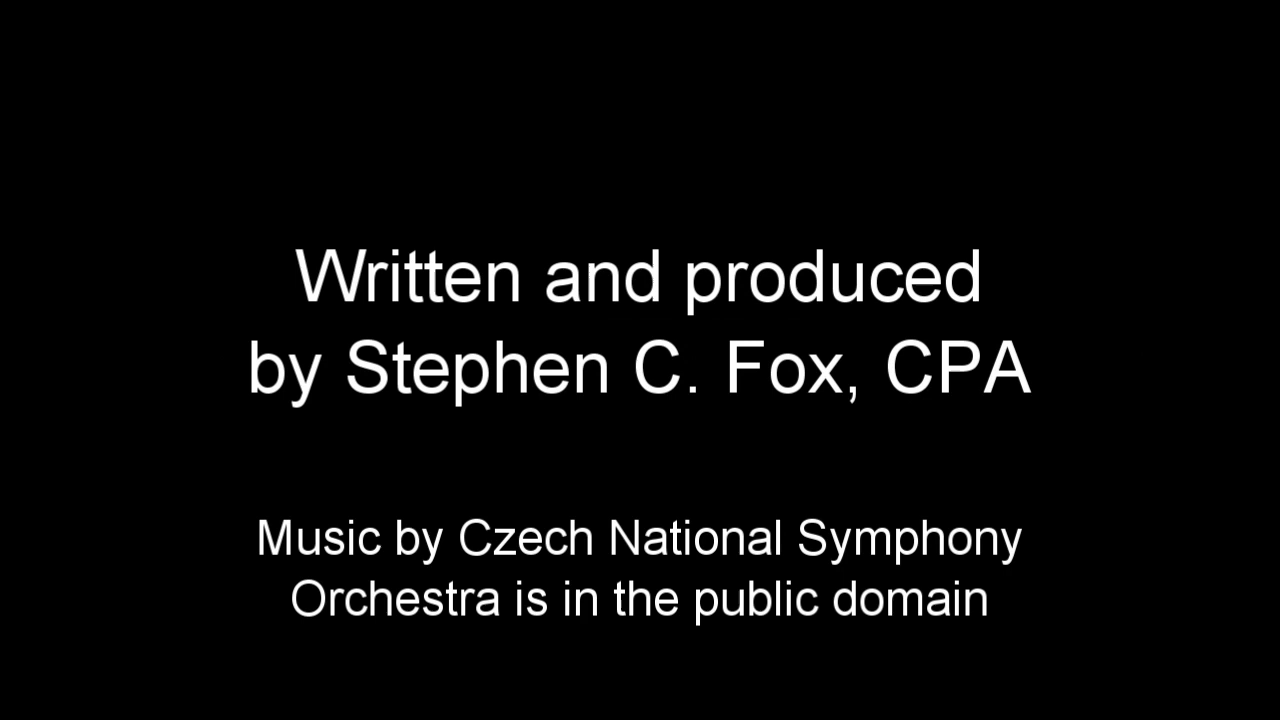 Written and produced
by Stephen C. Fox, CPA
Music by Czech National Symphony
Orchestra is in the public domain